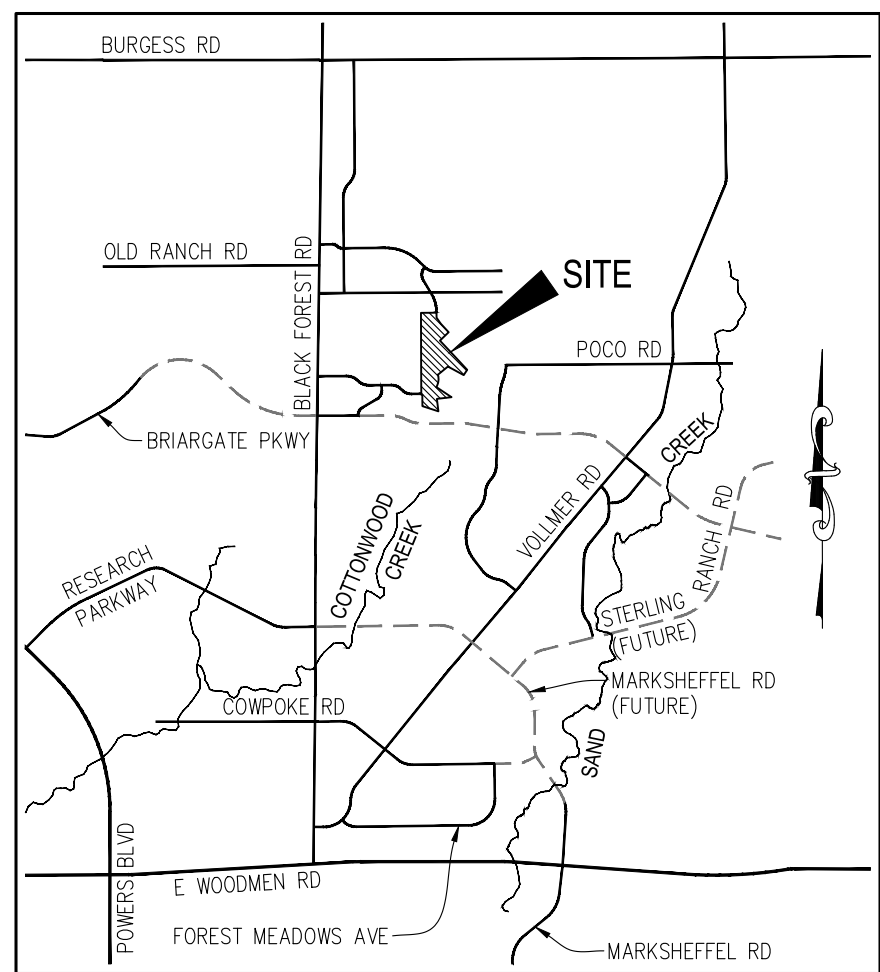 BURGESS RD
OLD RANCH RD
BLACK FOREST RD
SITE
POCO RD
BRIARGATE PKWY
VOLLMER RD
CREEK
COTTONWOOD
CREEK
RESEARCH
PARKWAY
STERLING RANCH RD
(FUTURE)
MARKSHEFFEL RD
(FUTURE)
COWPOKE RD
SAND
POWERS BLVD
E WOODMEN RD
FOREST MEADOWS AVE
MARKSHEFFEL RD